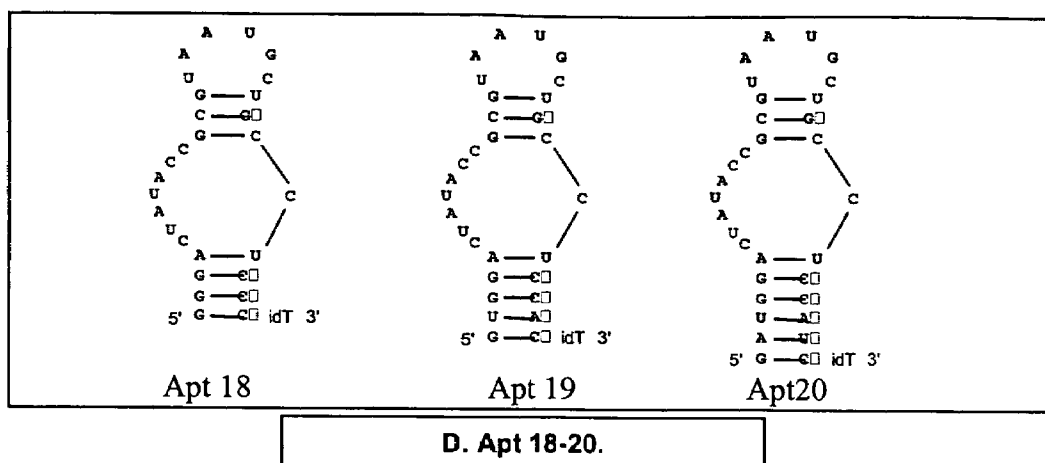 A U
A G
U C
G U
C G
G C
C
C
A C
U
A
U
C
A U
G C
G C
5' G C idT 3'
Apt 18
A U
A G
U C
G U
C G
G C
C
C
A C
U
A
U
C
A U
G C
G C
U A
5' G C idT 3'
Apt 19
A U
A G
U C
G U
C G
G C
C
C
A C
U
A
U
C
A U
G C
G C
U A
A U
5' G C idT 3'
Apt20
D. Apt 18-20.